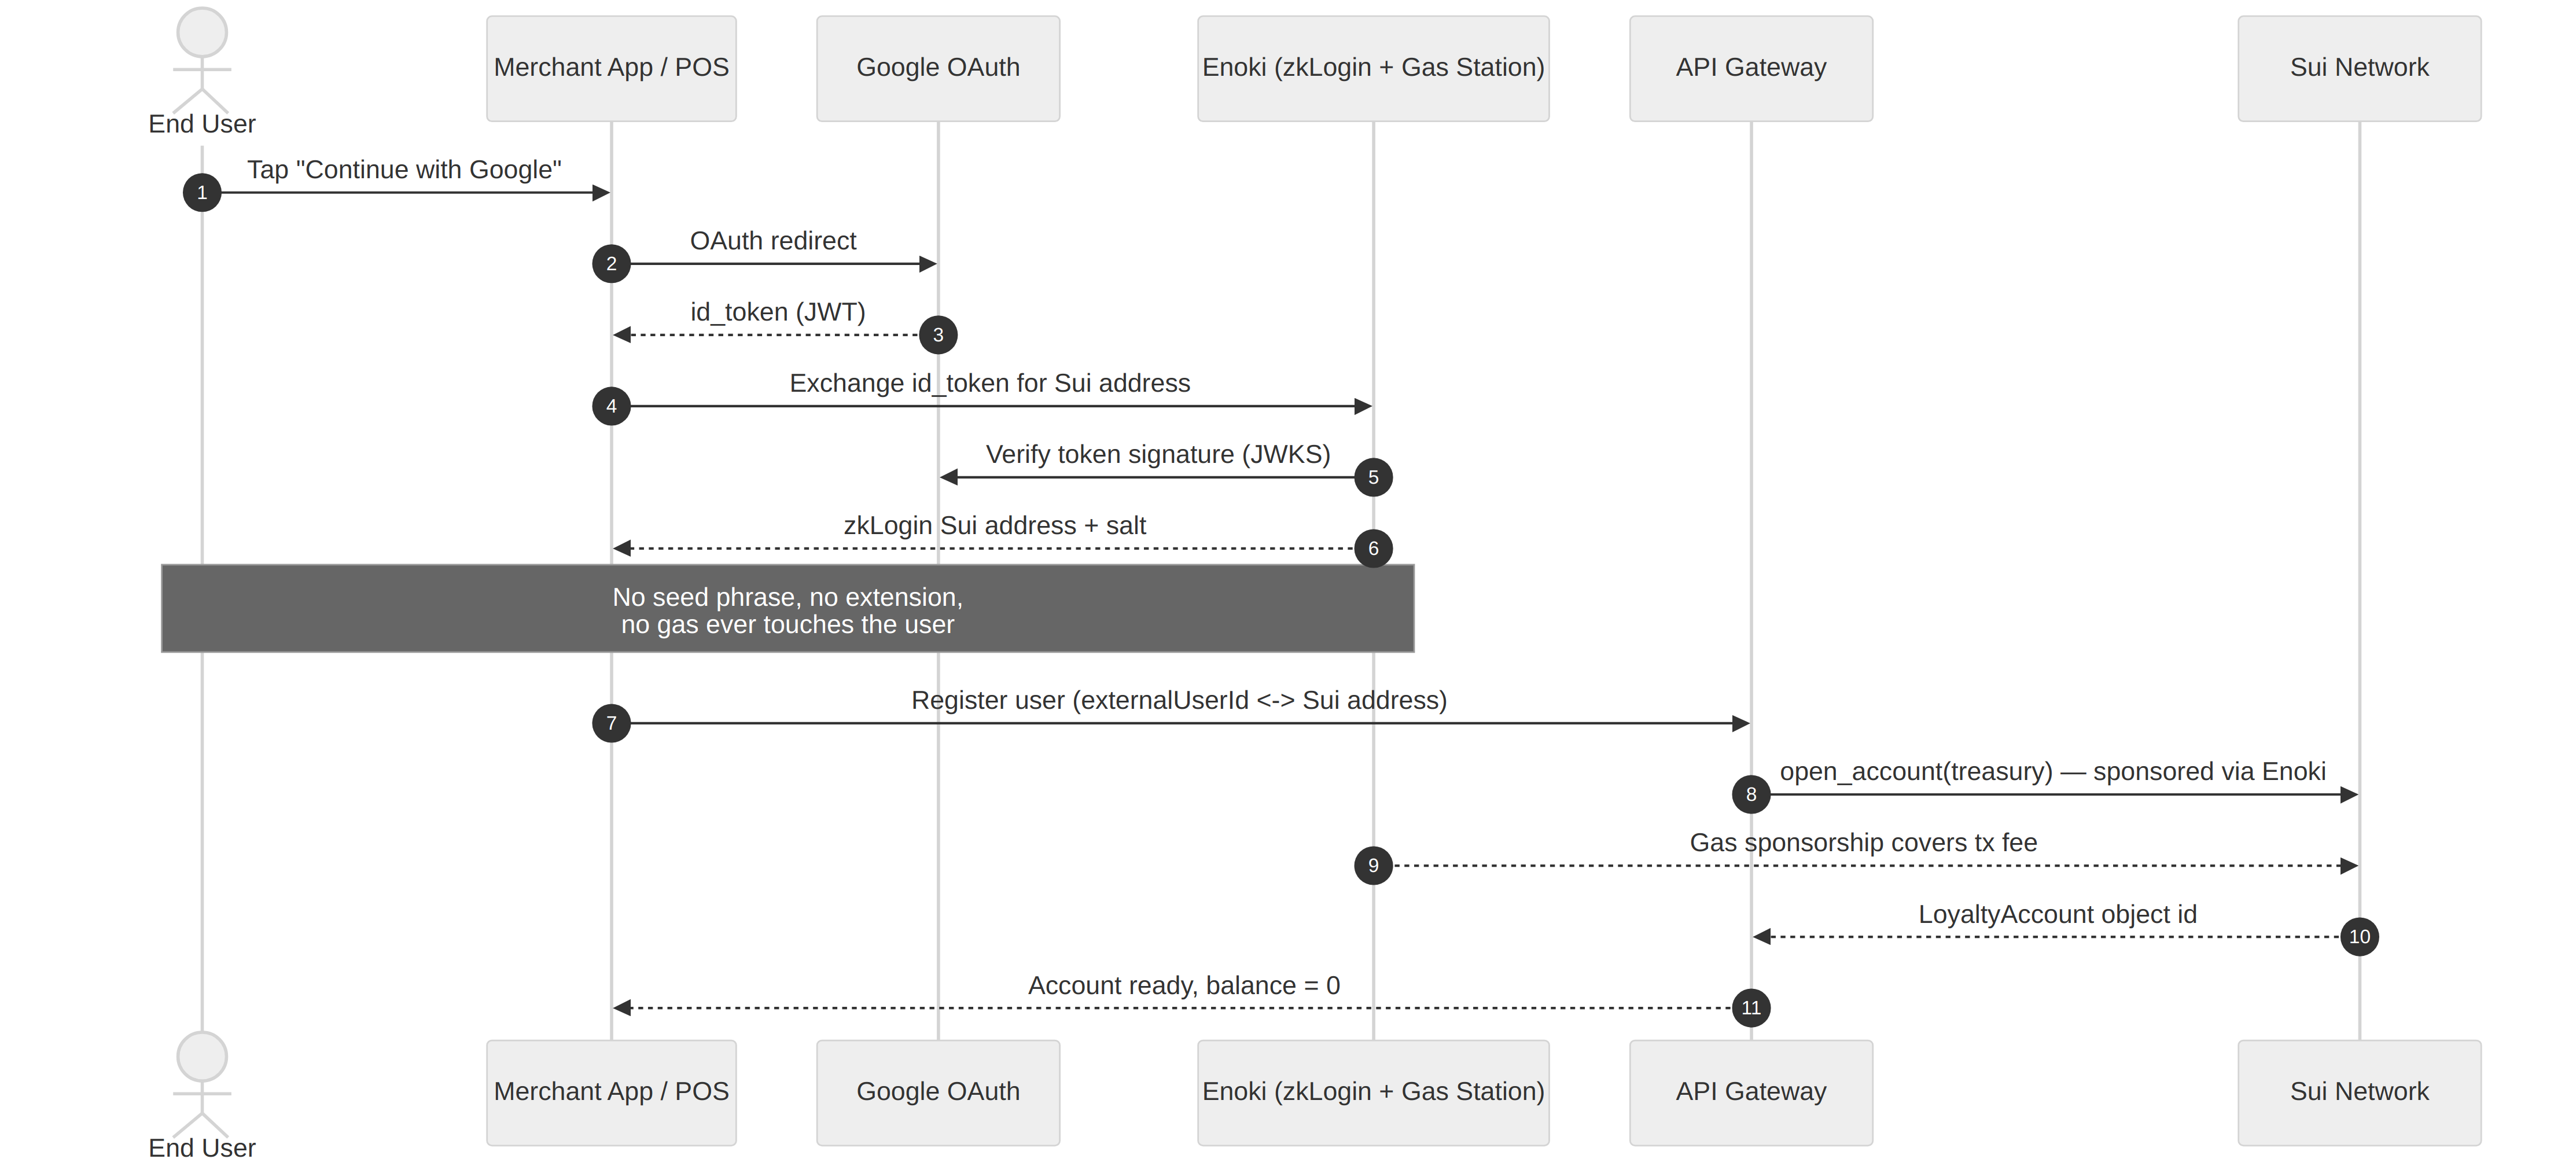 Merchant App / POS
Google OAuth
Enoki (zkLogin + Gas Station)
API Gateway
Sui Network
End User
Tap "Continue with Google"
1
OAuth redirect
2
id_token (JWT)
3
Exchange id_token for Sui address
4
Verify token signature (JWKS)
5
zkLogin Sui address + salt
6
No seed phrase, no extension,
no gas ever touches the user
Register user (externalUserId <-> Sui address)
7
open_account(treasury) — sponsored via Enoki
8
Gas sponsorship covers tx fee
9
LoyaltyAccount object id
10
Account ready, balance = 0
11
Merchant App / POS
Google OAuth
Enoki (zkLogin + Gas Station)
API Gateway
Sui Network
End User